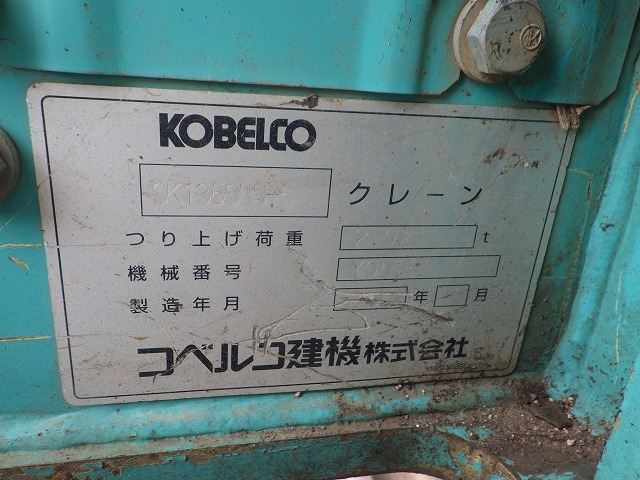 KOBELCO
クレーン
つり上げ荷重 t
機械番号
製造年月 年 月
コベルコ建機株式会社